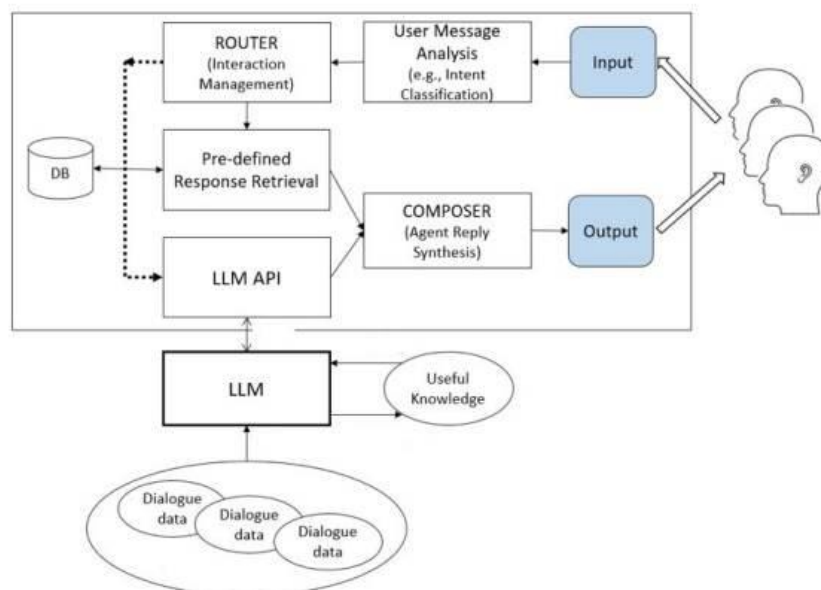 ROUTER
(Interaction
Management)
User Message
Analysis
(e.g., Intent
Classification)
Input
DB
Pre-defined
Response Retrieval
COMPOSER
(Agent Reply
Synthesis)
Output
LLM API
LLM
Useful
Knowledge
Dialogue
data
Dialogue
data
Dialogue
data